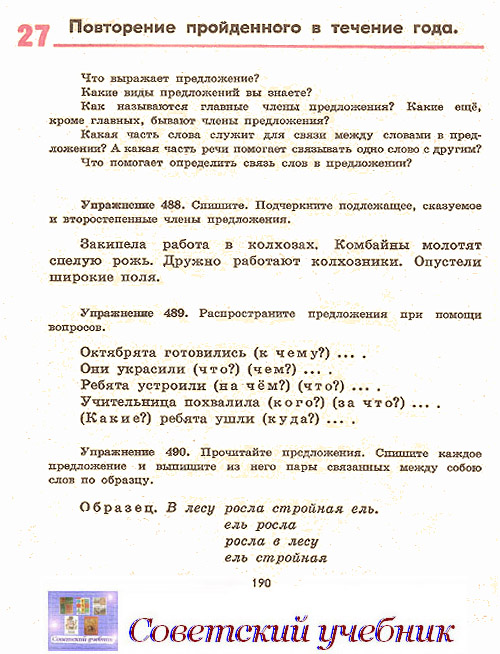 27 Повторение пройденного в течение года.
Что выражает предложение?
Какие виды предложений вы знаете?
Как называются главные члены предложения? Какие ещё,
кроме главных, бывают члены предложения?
Какая часть слова служит для связи между словами в пред-
ложении? А какая часть речи помогает связывать одно слово с другим?
Что помогает определить связь слов в предложении?
Упражнение 488. Спишите. Подчеркните подлежащее, сказуемое
и второстепенные члены предложения.
Закипела работа в колхозах. Комбайны молотят
спелую рожь. Дружно работают колхозники. Опустели
широкие поля.
Упражнение 489. Распространите предложения при помощи
вопросов.
Октябрята готовились (к чему?) ... .
Они украсили (что?) (чем?) ... .
Ребята устроили (на чём?) (что?) ... .
Учительница похвалила (кого?) (за что?) ... .
(Какие?) ребята ушли (куда?) ... .
Упражнение 490. Прочитайте предложения. Спишите каждое
предложение и выпишите из него пары связанных между собою
слов по образцу.
Образец. В лесу росла стройная ель.
ель росла
росла в лесу
ель стройная
190
Советский учебник
Советский учебник